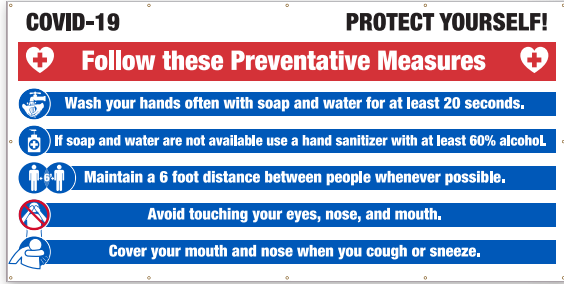 COVID-19 PROTECT YOURSELF!
Follow these Preventative Measures
Wash your hands often with soap and water for at least 20 seconds.
If soap and water are not available use a hand sanitizer with at least 60% alcohol.
6'
Maintain a 6 foot distance between people whenever possible.
Avoid touching your eyes, nose, and mouth.
Cover your mouth and nose when you cough or sneeze.